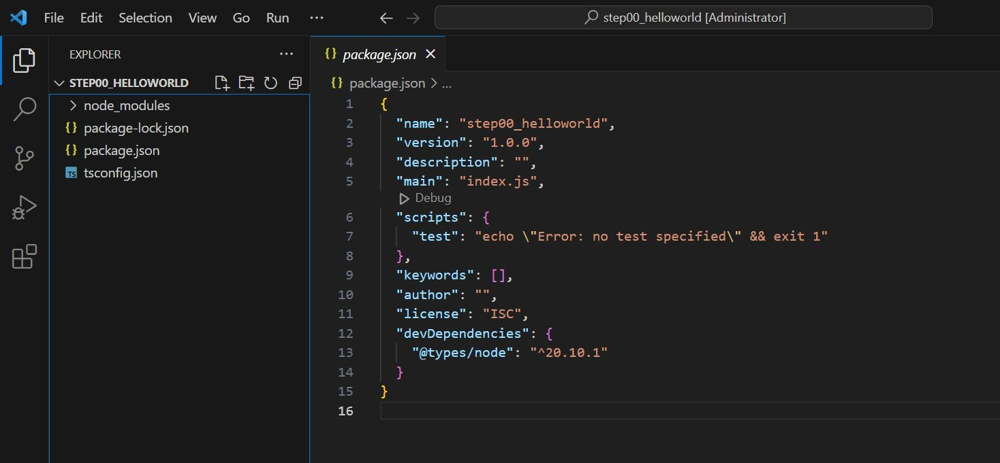 File Edit Selection View Go Run ··· ← → step00_helloworld [Administrator]
EXPLORER ···
STEP00_HELLOWORLD
node_modules
{} package-lock.json
{} package.json
TS tsconfig.json
{} package.json ×
{} package.json > ...
1 {
2 "name": "step00_helloworld",
3 "version": "1.0.0",
4 "description": "",
5 "main": "index.js",
Debug
6 "scripts": {
7 "test": "echo \"Error: no test specified\" && exit 1"
8 },
9 "keywords": [],
10 "author": "",
11 "license": "ISC",
12 "devDependencies": {
13 "@types/node": "^20.10.1"
14 }
15 }
16